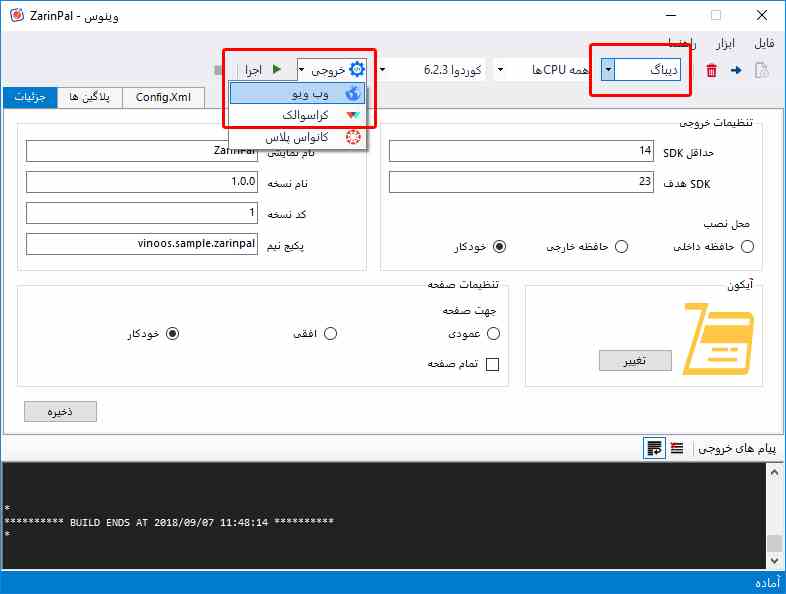 وینوس - ZarinPal
فایل
ابزار
راهنما
دیباگ
همه CPUها
کوردوا 6.2.3
خروجی
اجرا
وب ویو
کراسوالک
کانواس پلاس
Config.Xml
پلاگین ها
جزئیات
تنظیمات خروجی
حداقل SDK
14
SDK هدف
23
محل نصب
حافظه داخلی
حافظه خارجی
خودکار
نام نمایشی
ZarinPal
نام نسخه
1.0.0
کد نسخه
1
پکیج نیم
vinoos.sample.zarinpal
آیکون
تغییر
تنظیمات صفحه
جهت صفحه
عمودی
افقی
خودکار
تمام صفحه
ذخیره
پیام های خروجی
*
********** BUILD ENDS AT 2018/09/07 11:48:14 **********
*
آماده